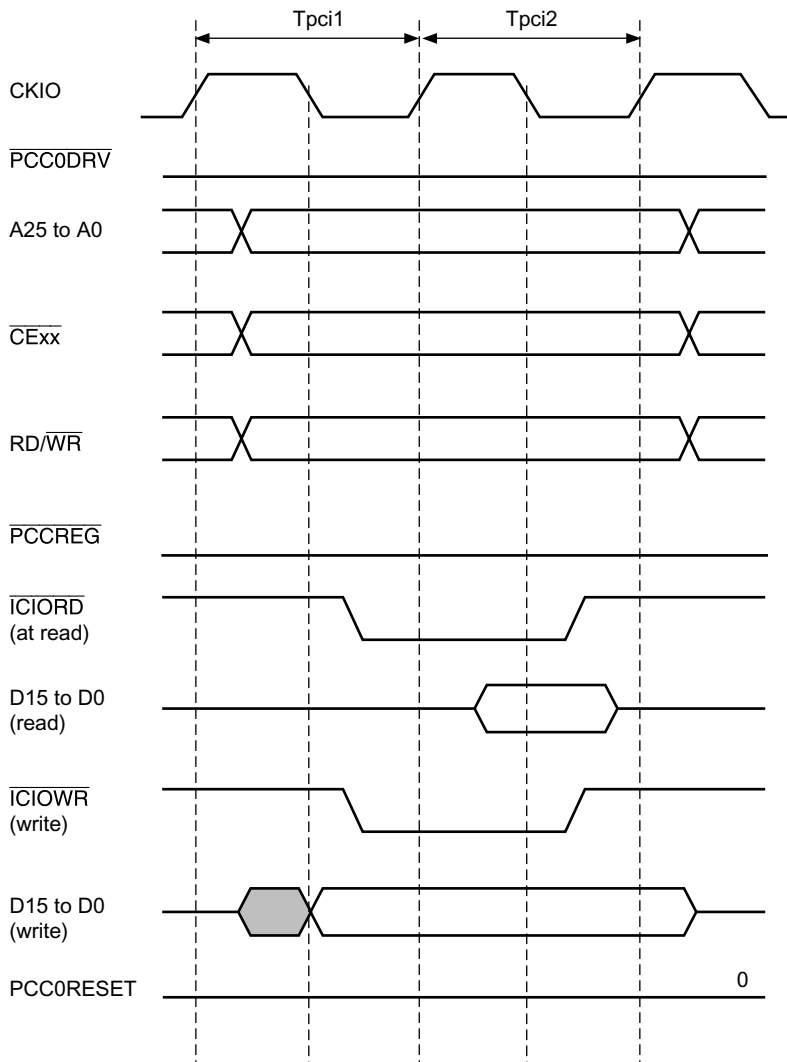 Tpci1
Tpci2
CKIO
PCC0DRV
A25 to A0
CExx
RD/WR
PCCREG
ICIORD
(at read)
D15 to D0
(read)
ICIOWR
(write)
D15 to D0
(write)
PCC0RESET
0